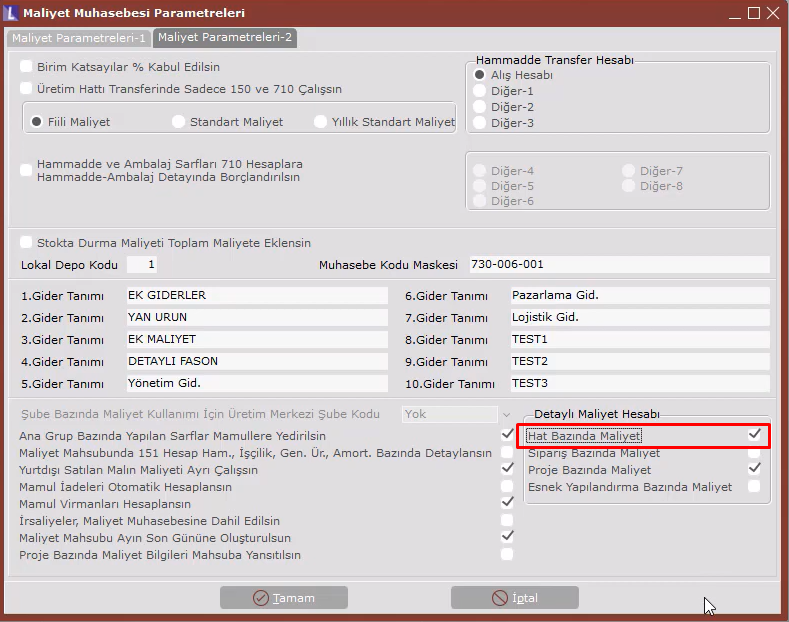 Maliyet Muhasebesi Parametreleri
Maliyet Parametreleri-1
Maliyet Parametreleri-2
Birim Katsayılar % Kabul Edilsin
Üretim Hattı Transferinde Sadece 150 ve 710 Çalışsın
Fiili Maliyet
Standart Maliyet
Yıllık Standart Maliyet
Hammadde ve Ambalaj Sarfları 710 Hesaplara
Hammadde-Ambalaj Detayında Borçlandırılsın
Hammadde Transfer Hesabı
Alış Hesabı
Diğer-1
Diğer-2
Diğer-3
Diğer-4
Diğer-7
Diğer-5
Diğer-8
Diğer-6
Stokta Durma Maliyeti Toplam Maliyete Eklensin
Lokal Depo Kodu 1
Muhasebe Kodu Maskesi 730-006-001
1.Gider Tanımı EK GIDERLER
2.Gider Tanımı YAN URUN
3.Gider Tanımı EK MALIYET
4.Gider Tanımı DETAYLI FASON
5.Gider Tanımı Yönetim Gid.
6.Gider Tanımı Pazarlama Gid.
7.Gider Tanımı Lojistik Gid.
8.Gider Tanımı TEST1
9.Gider Tanımı TEST2
10.Gider Tanımı TEST3
Şube Bazında Maliyet Kullanımı İçin Üretim Merkezi Şube Kodu Yok
Ana Grup Bazında Yapılan Sarflar Mamullere Yedirilsin
Maliyet Mahsubunda 151 Hesap Ham., İşçilik, Gen. Ür., Amort. Bazında Detaylansın
Yurtdışı Satılan Malın Maliyeti Ayrı Çalışsın
Mamul İadeleri Otomatik Hesaplansın
Mamul Virmanları Hesaplansın
İrsaliyeler, Maliyet Muhasebesine Dahil Edilsin
Maliyet Mahsubu Ayın Son Gününe Oluşturulsun
Proje Bazında Maliyet Bilgileri Mahsuba Yansıtılsın
Detaylı Maliyet Hesabı
Hat Bazında Maliyet
Sipariş Bazında Maliyet
Proje Bazında Maliyet
Esnek Yapılandırma Bazında Maliyet
Tamam
İptal